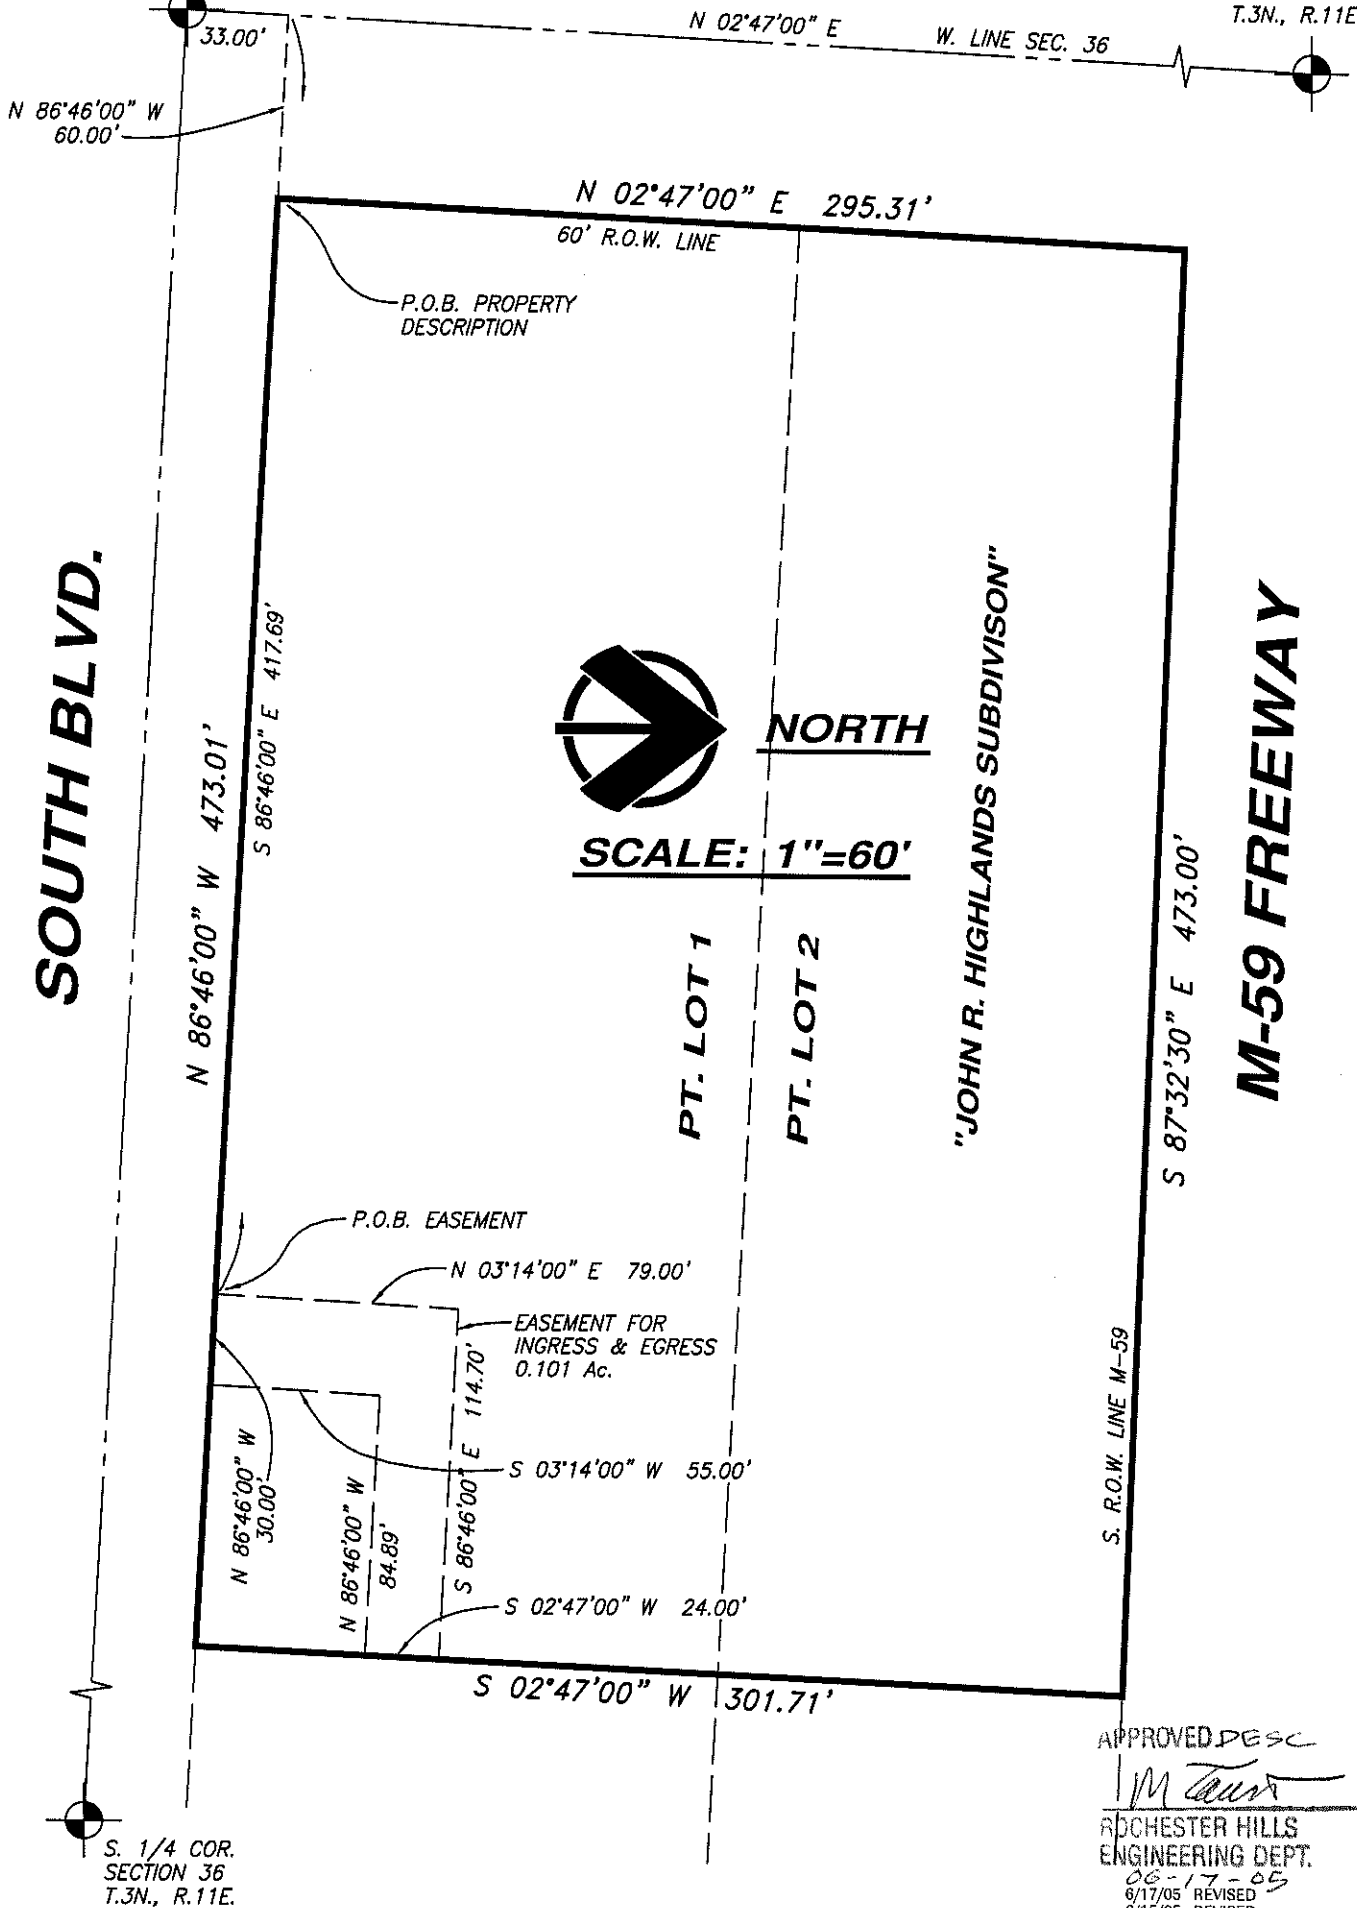 N 02°47'00" E
W. LINE SEC. 36
T.3N., R.11E
33.00'
N 86°46'00" W
60.00'
N 02°47'00" E 295.31'
60' R.O.W. LINE
P.O.B. PROPERTY
DESCRIPTION
SOUTH BLVD.
N 86°46'00" W 473.01'
S 86°46'00" E 417.69'
NORTH
SCALE: 1"=60'
PT. LOT 1
PT. LOT 2
"JOHN R. HIGHLANDS SUBDIVISON"
M-59 FREEWAY
S 87°32'30" E 473.00'
S. R.O.W. LINE M-59
P.O.B. EASEMENT
N 03°14'00" E 79.00'
EASEMENT FOR
INGRESS & EGRESS
0.101 Ac.
S 86°46'00" E 114.70'
S 03°14'00" W 55.00'
N 86°46'00" W
30.00'
N 86°46'00" W
84.89'
S 02°47'00" W 24.00'
S 02°47'00" W 301.71'
S. 1/4 COR.
SECTION 36
T.3N., R.11E.
APPROVED DESC
M
ROCHESTER HILLS
ENGINEERING DEPT.
06-17-05
6/17/05 REVISED
REVISED